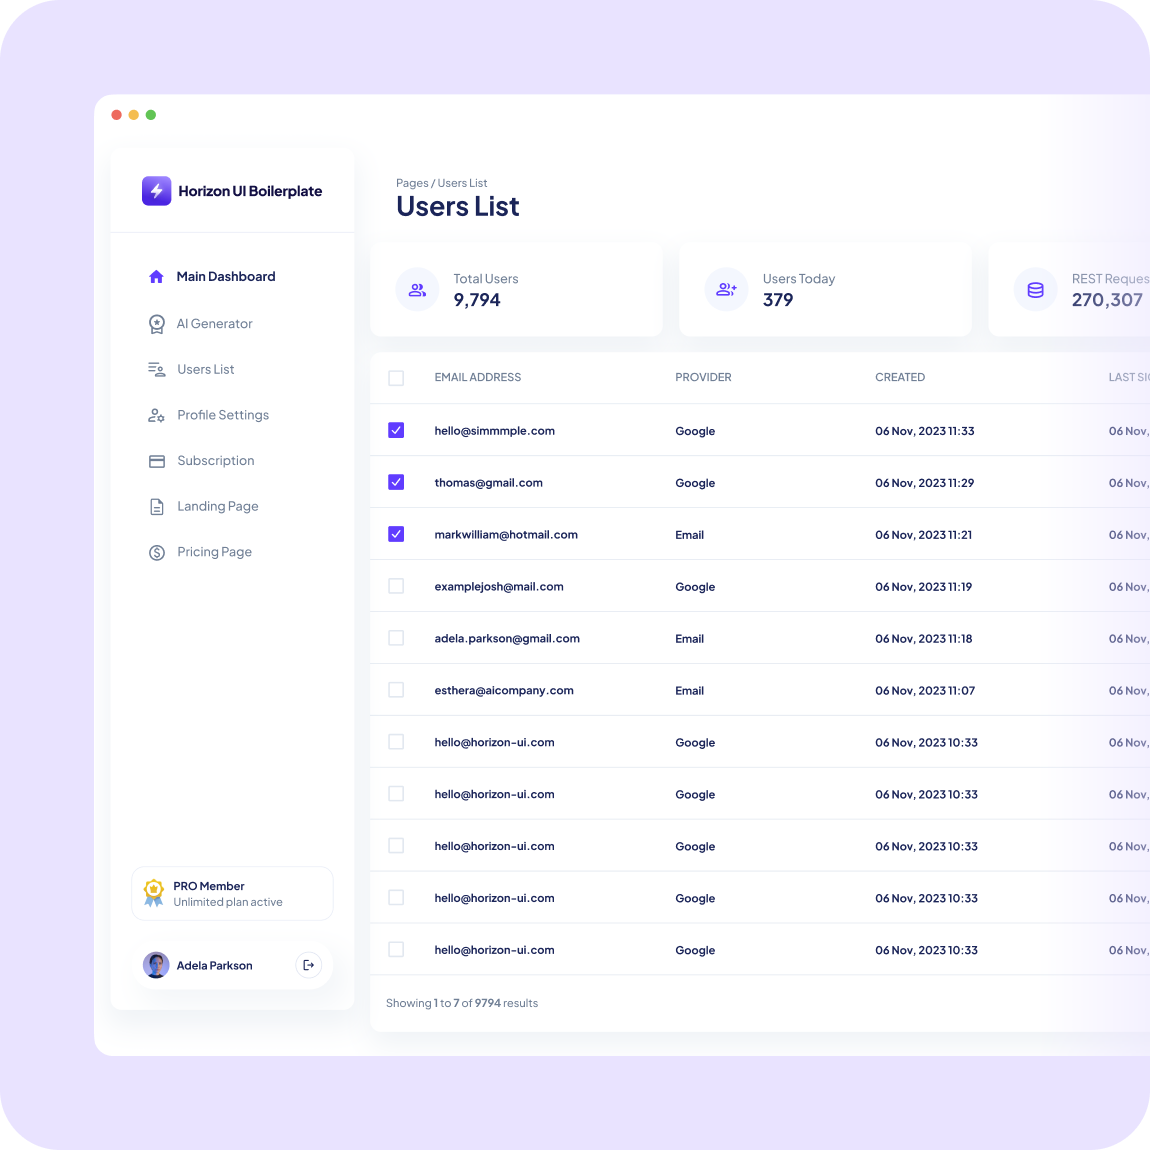 Horizon UI Boilerplate
Main Dashboard
AI Generator
Users List
Profile Settings
Subscription
Landing Page
Pricing Page
PRO Member
Unlimited plan active
Adela Parkson
Pages / Users List
Users List
Total Users
9,794
Users Today
379
REST
270,307
EMAIL ADDRESS PROVIDER CREATED LAST
hello@simmmple.com Google 06 Nov, 2023 11:33 06 Nov,
thomas@gmail.com Google 06 Nov, 2023 11:29 06 Nov,
markwilliam@hotmail.com Email 06 Nov, 2023 11:21 06 Nov,
examplejosh@mail.com Google 06 Nov, 2023 11:19 06 Nov,
adela.parkson@gmail.com Email 06 Nov, 2023 11:18 06 Nov,
esthera@aicompany.com Email 06 Nov, 2023 11:07 06 Nov,
hello@horizon-ui.com Google 06 Nov, 2023 10:33 06 Nov,
hello@horizon-ui.com Google 06 Nov, 2023 10:33 06 Nov,
hello@horizon-ui.com Google 06 Nov, 2023 10:33 06 Nov,
hello@horizon-ui.com Google 06 Nov, 2023 10:33 06 Nov,
hello@horizon-ui.com Google 06 Nov, 2023 10:33 06 Nov,
Showing 1 to 7 of 9794 results